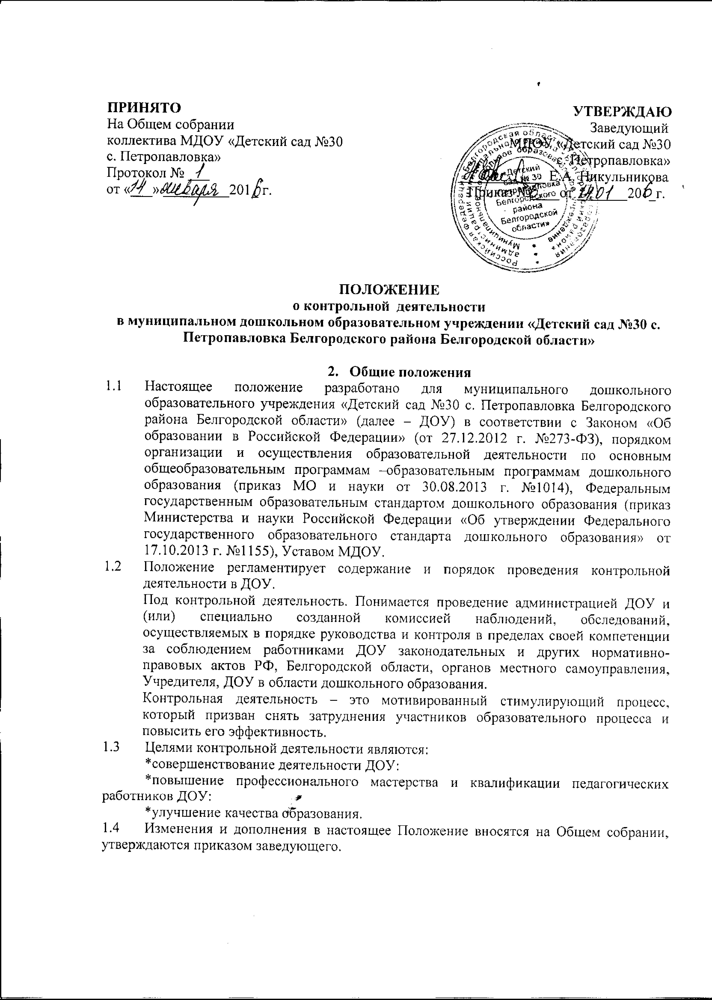 ПРИНЯТО
На Общем собрании
коллектива МДОУ «Детский сад №30
с. Петропавловка»
Протокол № 1
от «14» января 2016г.
УТВЕРЖДАЮ
Заведующий
МДОУ «Детский сад №30
с. Петропавловка»
Е.А. Никульникова
Приказ № от 14.01 206_г.
«Детский
сад № 30
с. Петропавловка
Белгородского
района
Белгородской
области»
ПОЛОЖЕНИЕ
о контрольной деятельности
в муниципальном дошкольном образовательном учреждении «Детский сад №30 с.
Петропавловка Белгородского района Белгородской области»
2. Общие положения
1.1 Настоящее положение разработано для муниципального дошкольного
образовательного учреждения «Детский сад №30 с. Петропавловка Белгородского
района Белгородской области» (далее – ДОУ) в соответствии с Законом «Об
образовании в Российской Федерации» (от 27.12.2012 г. №273-ФЗ), порядком
организации и осуществления образовательной деятельности по основным
общеобразовательным программам –образовательным программам дошкольного
образования (приказ МО и науки от 30.08.2013 г. №1014), Федеральным
государственным образовательным стандартом дошкольного образования (приказ
Министерства и науки Российской Федерации «Об утверждении Федерального
государственного образовательного стандарта дошкольного образования» от
17.10.2013 г. №1155), Уставом МДОУ.
1.2 Положение регламентирует содержание и порядок проведения контрольной
деятельности в ДОУ.
Под контрольной деятельность. Понимается проведение администрацией ДОУ и
(или) специально созданной комиссией наблюдений, обследований,
осуществляемых в порядке руководства и контроля в пределах своей компетенции
за соблюдением работниками ДОУ законодательных и других нормативно-
правовых актов РФ, Белгородской области, органов местного самоуправления,
Учредителя, ДОУ в области дошкольного образования.
Контрольная деятельность – это мотивированный стимулирующий процесс,
который призван снять затруднения участников образовательного процесса и
повысить его эффективность.
1.3 Целями контрольной деятельности являются:
*совершенствование деятельности ДОУ:
*повышение профессионального мастерства и квалификации педагогических
работников ДОУ:
*улучшение качества образования.
1.4 Изменения и дополнения в настоящее Положение вносятся на Общем собрании,
утверждаются приказом заведующего.